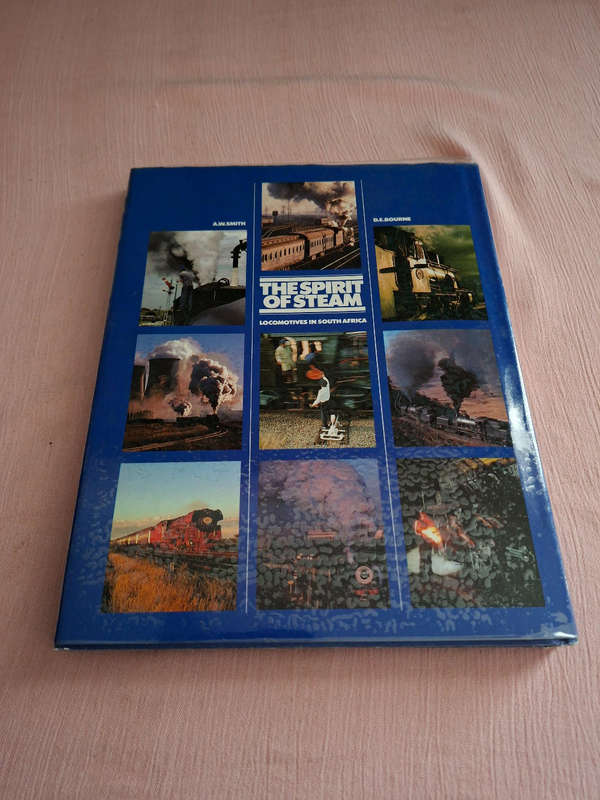 A.W.SMITH
D.E.BOURNE
THE SPIRIT
OF STEAM
LOCOMOTIVES IN SOUTH AFRICA